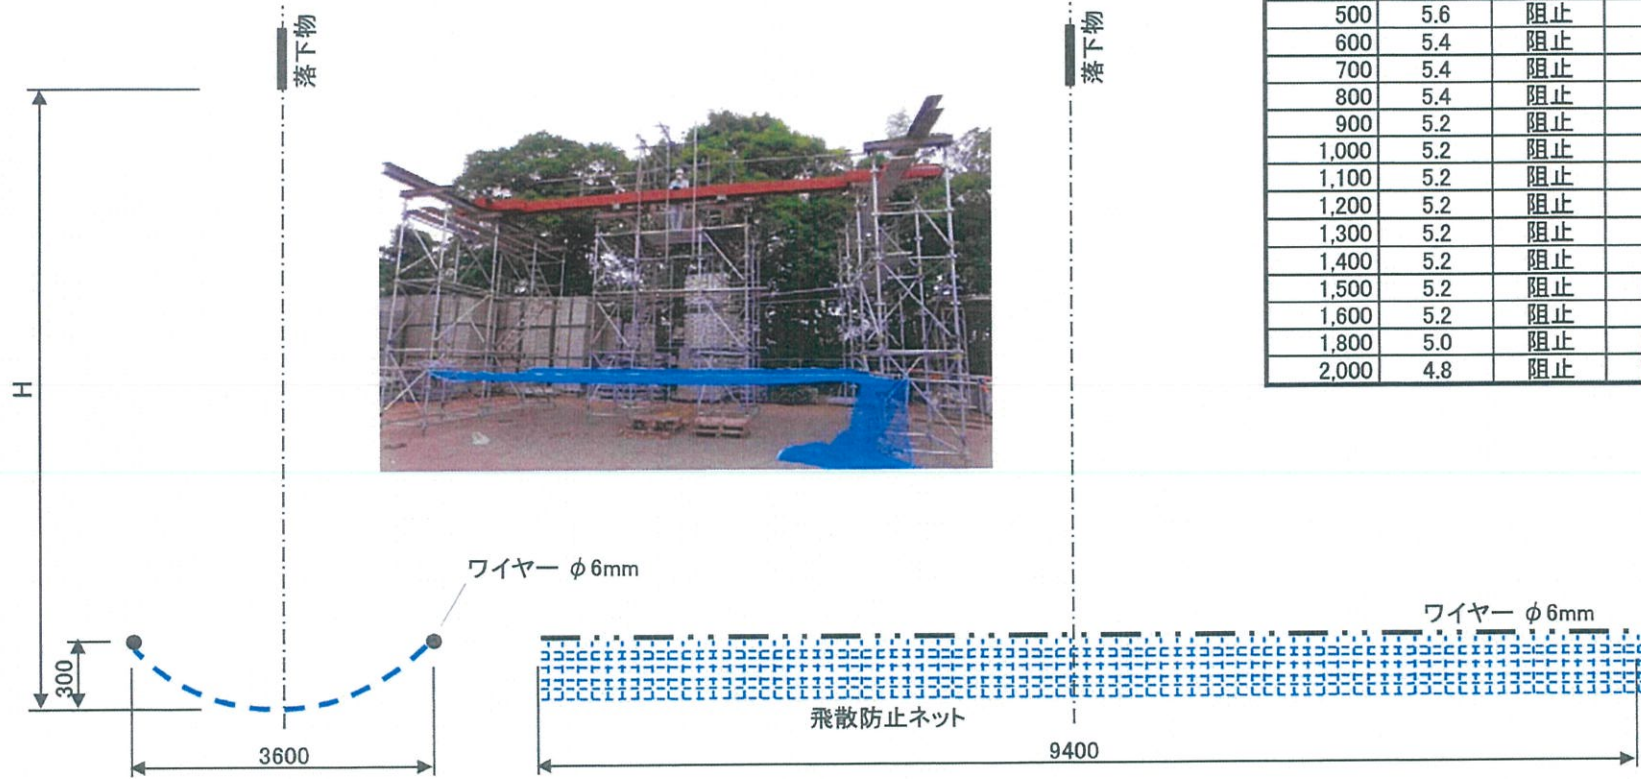 落下物
落下物
500 5.6 阻止
600 5.4 阻止
700 5.4 阻止
800 5.4 阻止
900 5.2 阻止
1,000 5.2 阻止
1,100 5.2 阻止
1,200 5.2 阻止
1,300 5.2 阻止
1,400 5.2 阻止
1,500 5.2 阻止
1,600 5.2 阻止
1,800 5.0 阻止
2,000 4.8 阻止
H
ワイヤー φ6mm
ワイヤー φ6mm
300
飛散防止ネット
3600
9400